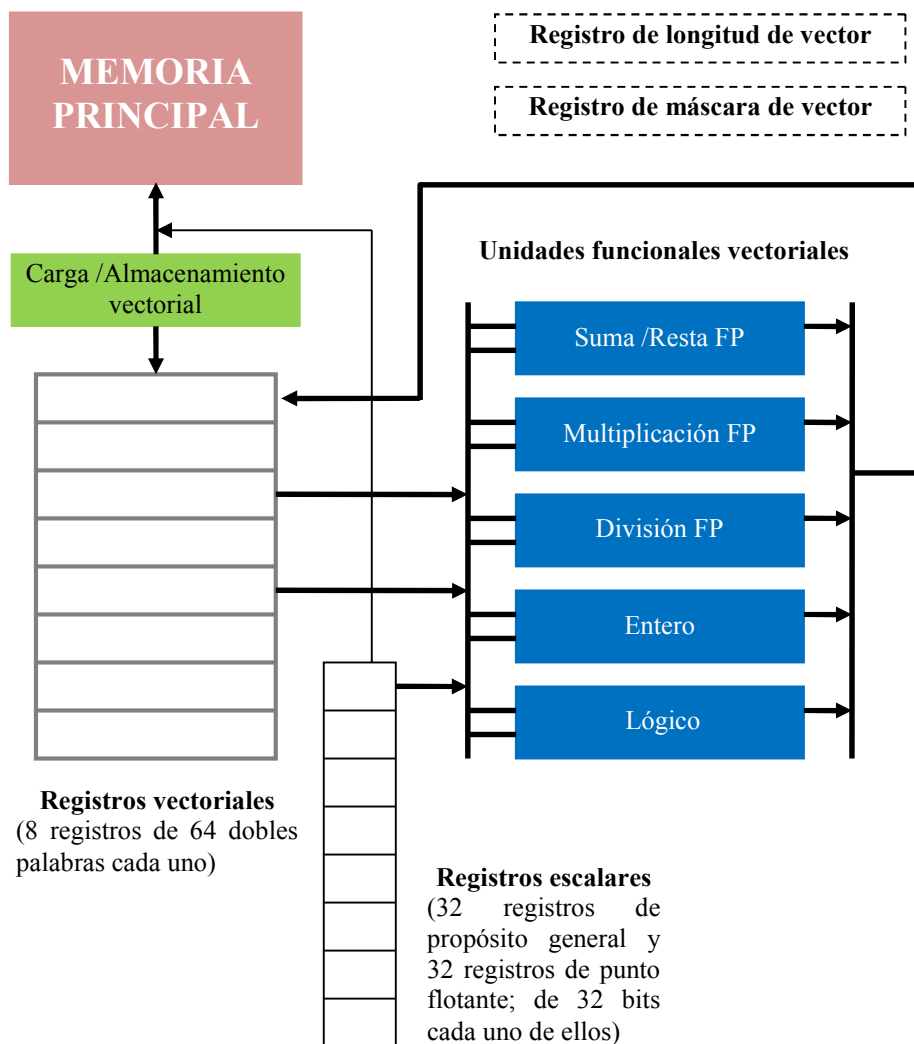 MEMORIA
PRINCIPAL
Registro de longitud de vector
Registro de máscara de vector
Carga /Almacenamiento
vectorial
Unidades funcionales vectoriales
Suma /Resta FP
Multiplicación FP
División FP
Entero
Lógico
Registros vectoriales
(8 registros de 64 dobles
palabras cada uno)
Registros escalares
(32 registros de
propósito general y
32 registros de punto
flotante; de 32 bits
cada uno de ellos)